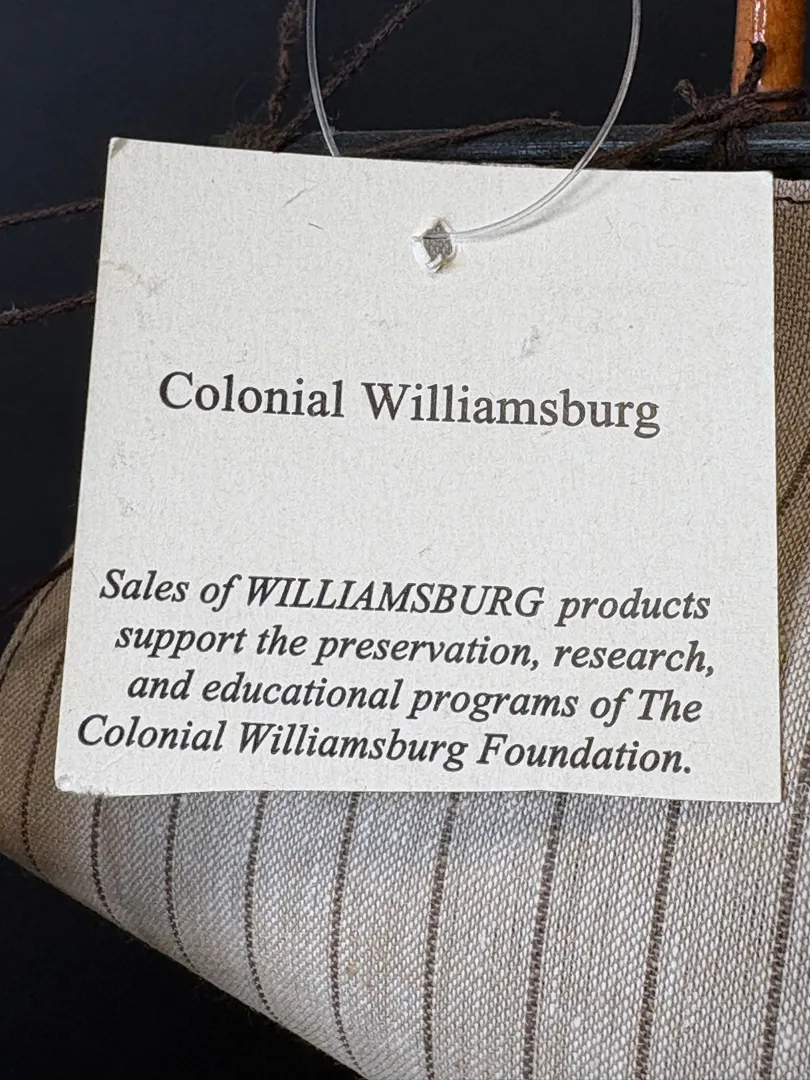 Colonial Williamsburg
Sales of WILLIAMSBURG products
support the preservation, research,
and educational programs of The
Colonial Williamsburg Foundation.